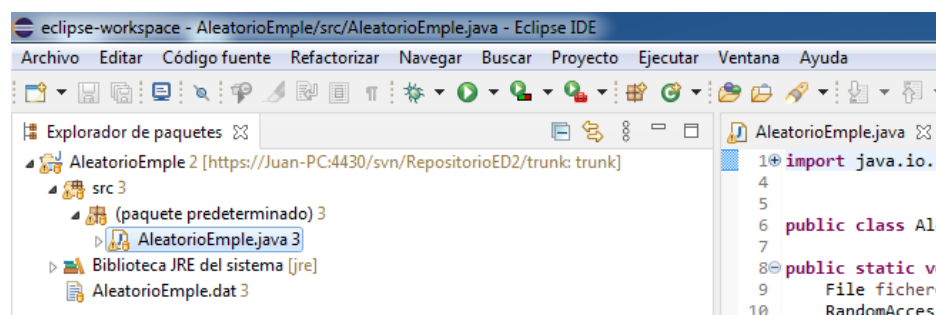 eclipse-workspace - AleatorioEmple/src/AleatorioEmple.java - Eclipse IDE
Archivo Editar Código fuente Refactorizar Navegar Buscar Proyecto Ejecutar Ventana Ayuda
Explorador de paquetes
AleatorioEmple.java
AleatorioEmple 2 [https://Juan-PC:4430/svn/RepositorioED2/trunk: trunk]
src 3
(paquete predeterminado) 3
AleatorioEmple.java 3
Biblioteca JRE del sistema [jre]
AleatorioEmple.dat 3
1 import java.io.
4
5
6 public class Al
7
8 public static v
9 File ficher
10 RandomAcces